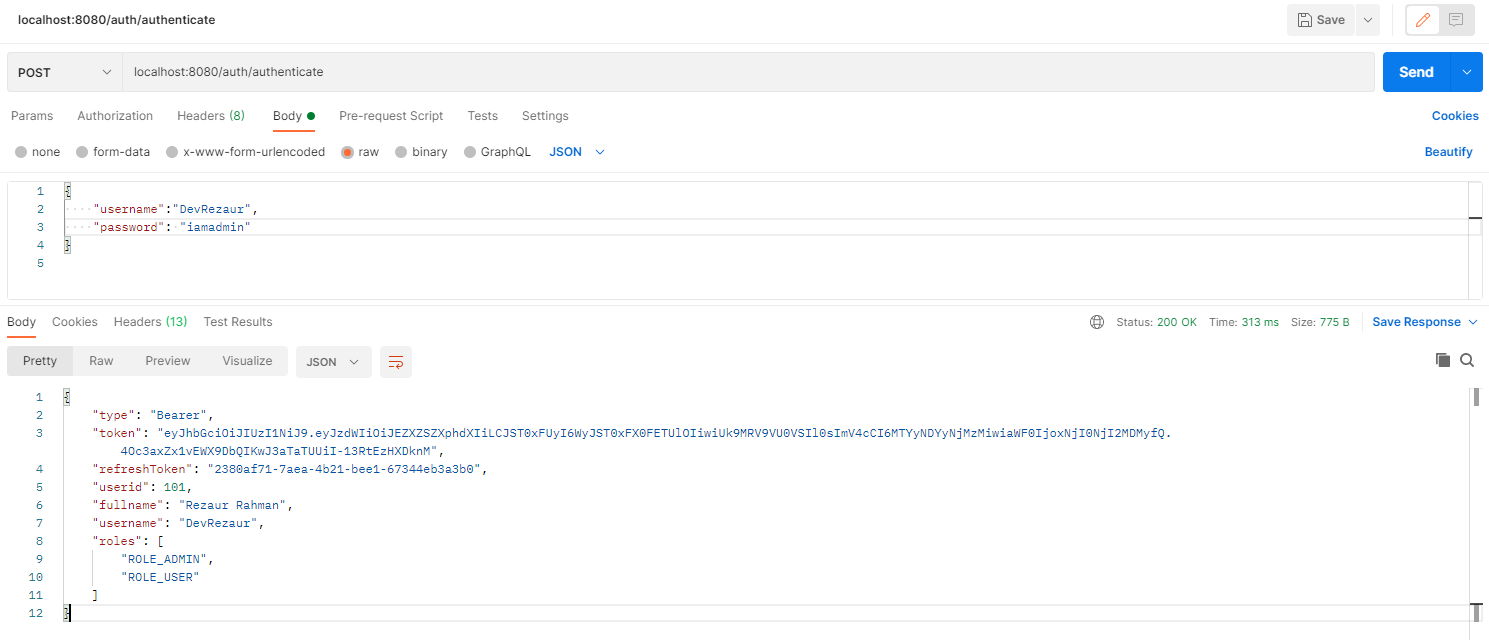 localhost:8080/auth/authenticate
Save
POST
localhost:8080/auth/authenticate
Send
Params Authorization Headers (8) Body Pre-request Script Tests Settings Cookies
none form-data x-www-form-urlencoded raw binary GraphQL JSON Beautify
1 {
2 "username":"DevRezaur",
3 "password": "iamadmin"
4 }
5
Body Cookies Headers (13) Test Results Status: 200 OK Time: 313 ms Size: 775 B Save Response
Pretty Raw Preview Visualize JSON
1 {
2 "type": "Bearer",
3 "token": "eyJhbGciOiJIUzI1NiJ9.eyJzdWIiOiJEZXZSZXphdXIiLCJST0xFUyI6WyJST0xFX0FETUlOIiwiUk9MRV9VU0VSIl0sImV4cCI6MTYyNDYyNjMzMiwiaWF0IjoxNjI0NjI2MDMyfQ.
4Oc3axZx1vEWX9DbQIKwJ3aTaTUUiI-13RtEzHXDknM",
4 "refreshToken": "2380af71-7aea-4b21-bee1-67344eb3a3b0",
5 "userid": 101,
6 "fullname": "Rezaur Rahman",
7 "username": "DevRezaur",
8 "roles": [
9 "ROLE_ADMIN",
10 "ROLE_USER"
11 ]
12 }